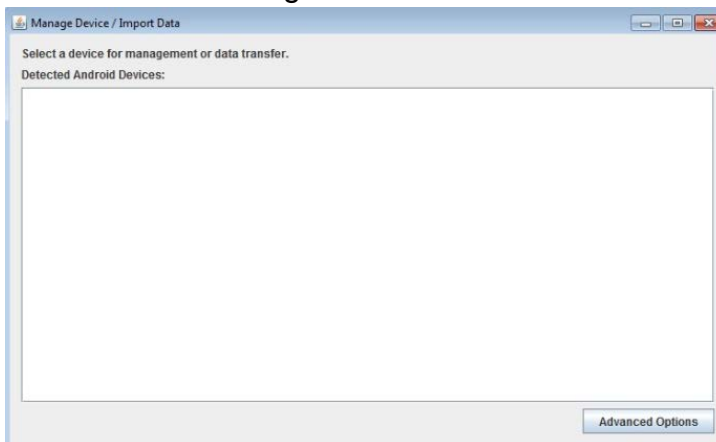 Manage Device / Import Data
Select a device for management or data transfer.
Detected Android Devices:
Advanced Options